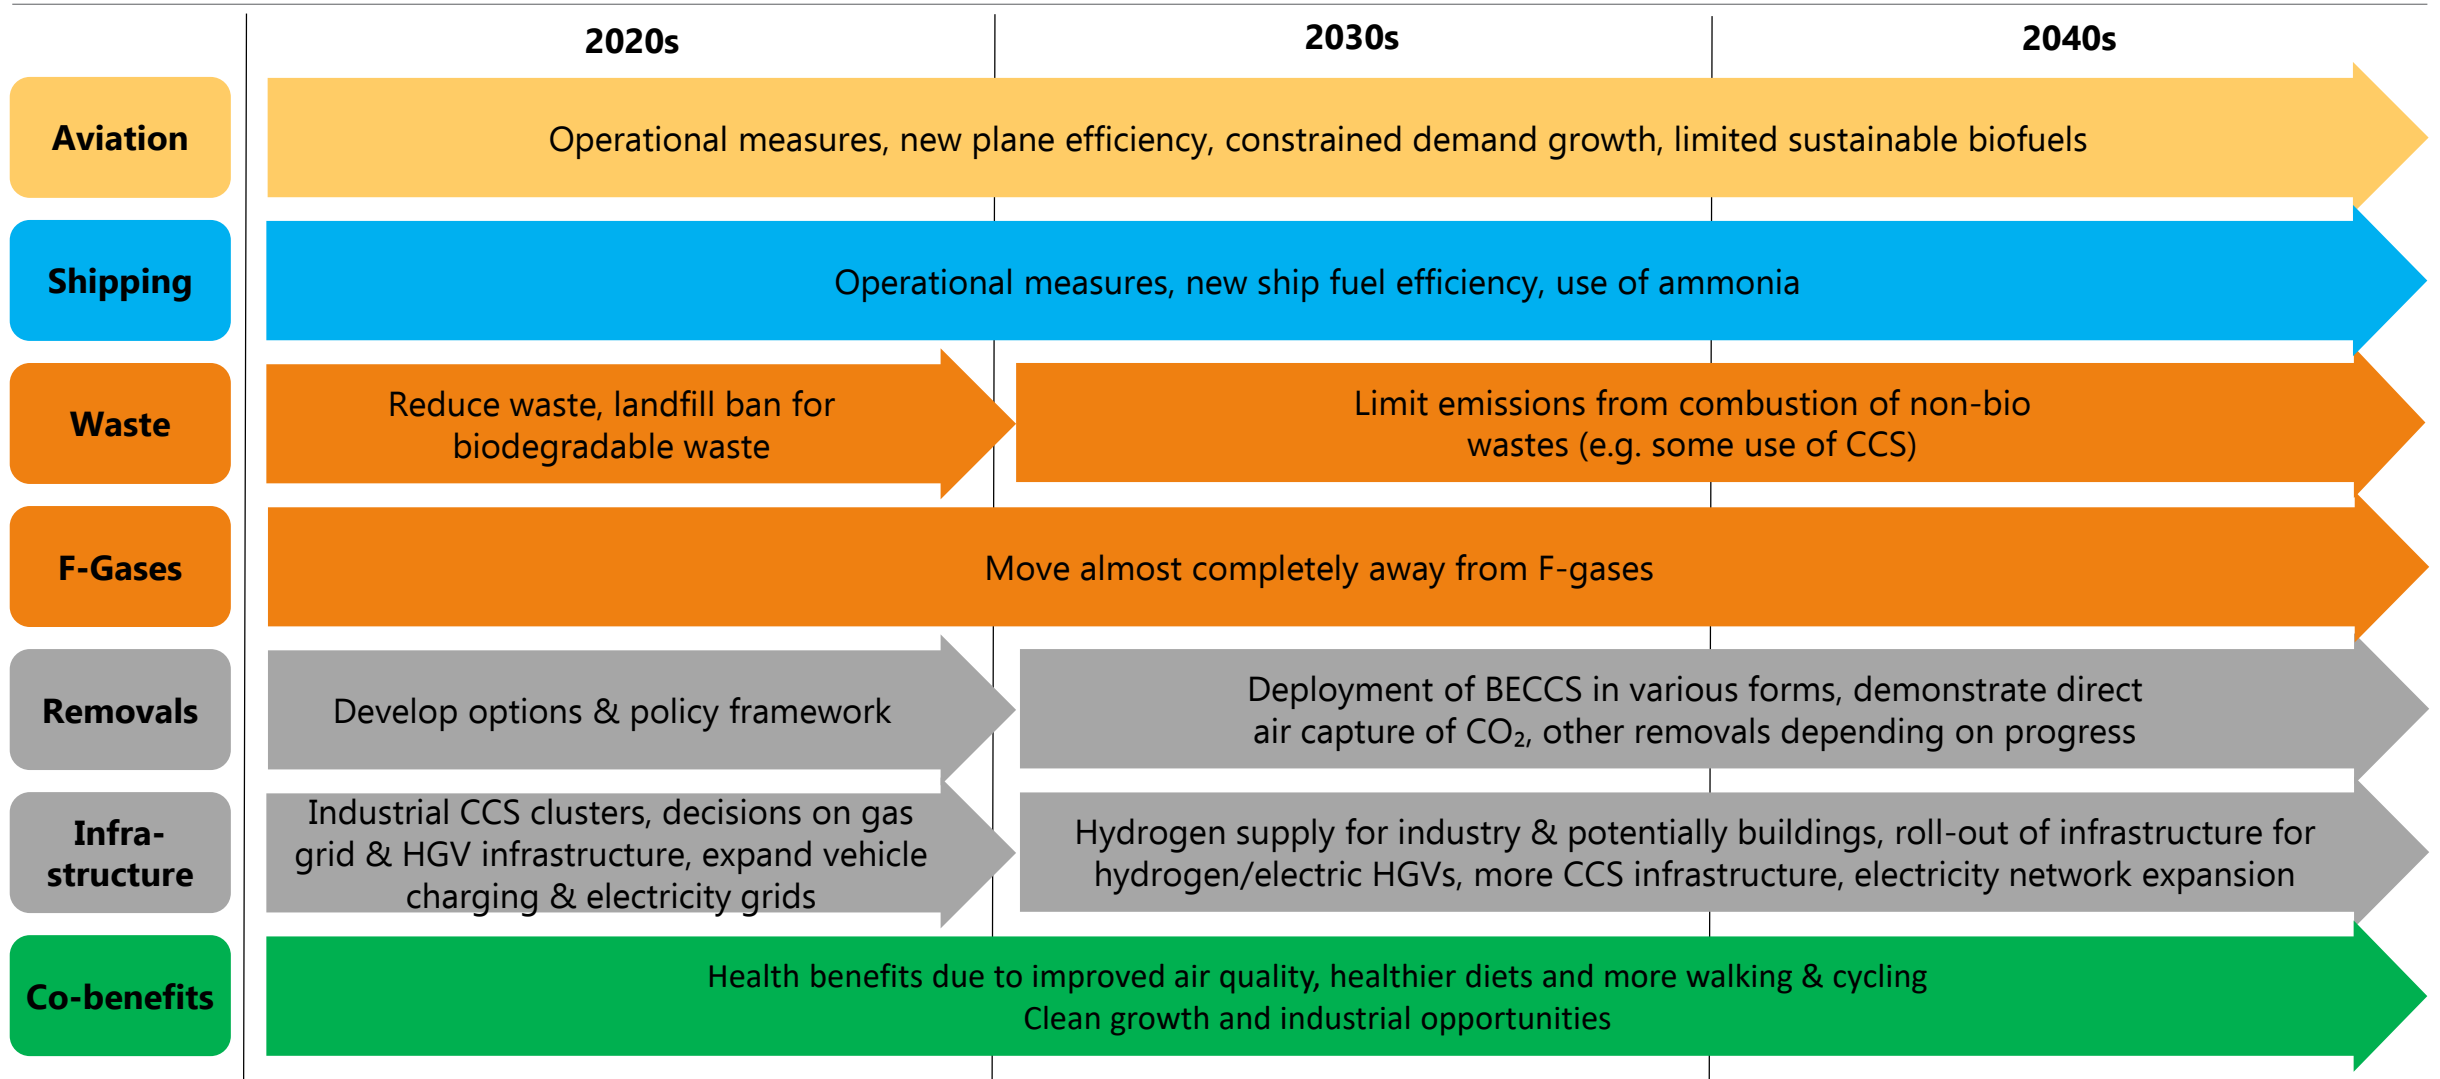 2020s
2030s
2040s
Aviation
Operational measures, new plane efficiency, constrained demand growth, limited sustainable biofuels
Shipping
Operational measures, new ship fuel efficiency, use of ammonia
Waste
Reduce waste, landfill ban for
biodegradable waste
Limit emissions from combustion of non-bio
wastes (e.g. some use of CCS)
F-Gases
Move almost completely away from F-gases
Removals
Develop options & policy framework
Deployment of BECCS in various forms, demonstrate direct
air capture of CO₂, other removals depending on progress
Infra-
structure
Industrial CCS clusters, decisions on gas
grid & HGV infrastructure, expand vehicle
charging & electricity grids
Hydrogen supply for industry & potentially buildings, roll-out of infrastructure for
hydrogen/electric HGVs, more CCS infrastructure, electricity network expansion
Co-benefits
Health benefits due to improved air quality, healthier diets and more walking & cycling
Clean growth and industrial opportunities